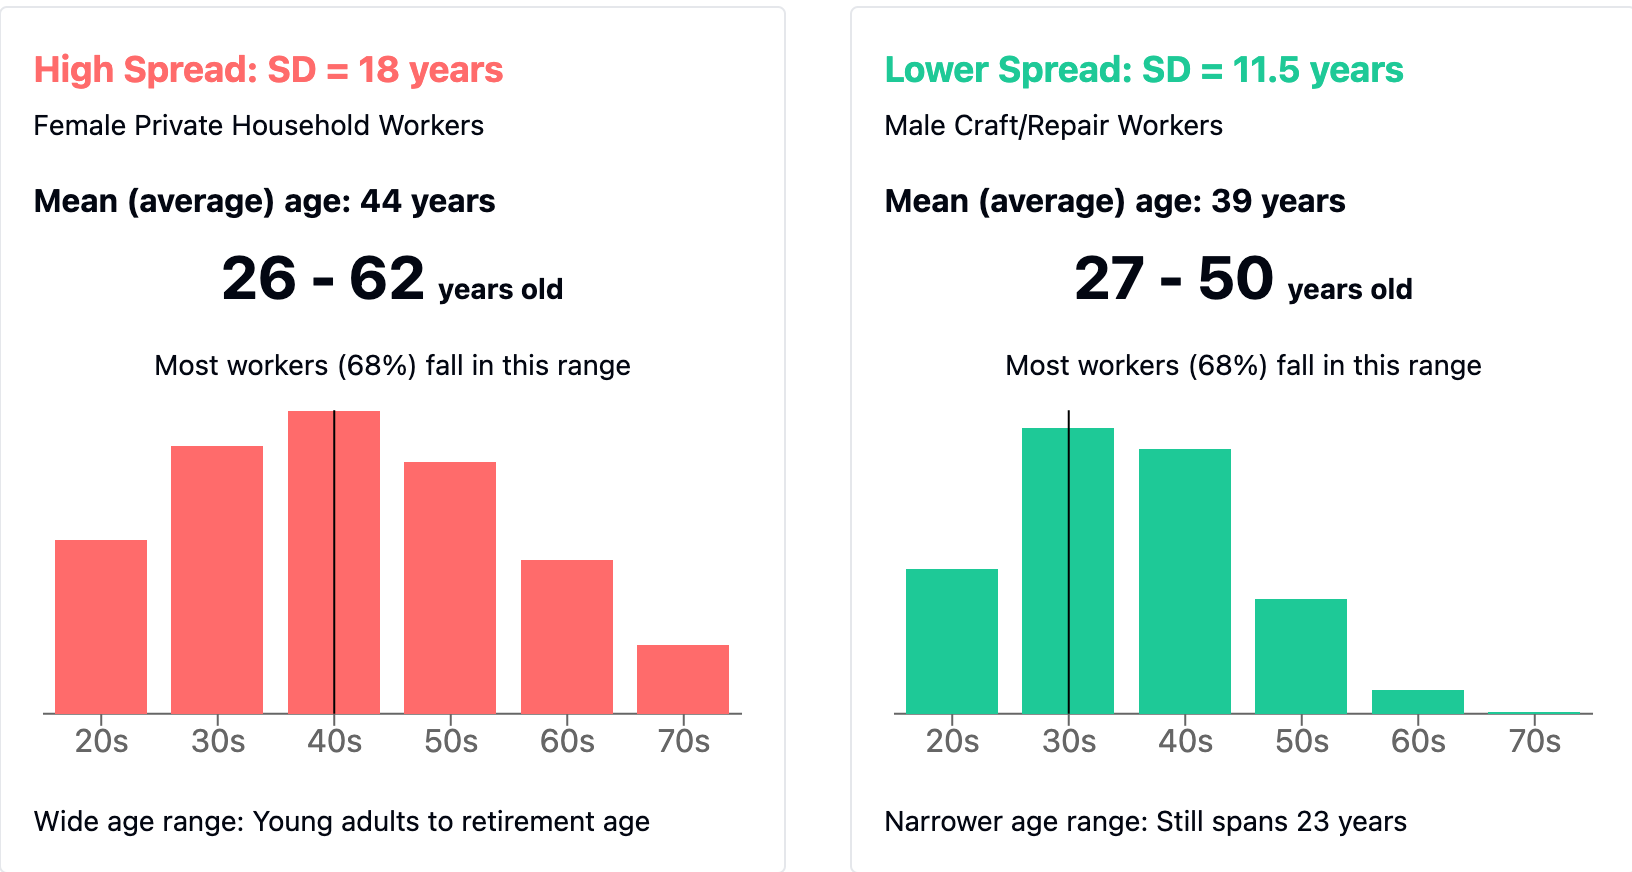 High Spread: SD = 18 years
Female Private Household Workers
Mean (average) age: 44 years
26 - 62 years old
Most workers (68%) fall in this range
20s 30s 40s 50s 60s 70s
Wide age range: Young adults to retirement age
Lower Spread: SD = 11.5 years
Male Craft/Repair Workers
Mean (average) age: 39 years
27 - 50 years old
Most workers (68%) fall in this range
20s 30s 40s 50s 60s 70s
Narrower age range: Still spans 23 years